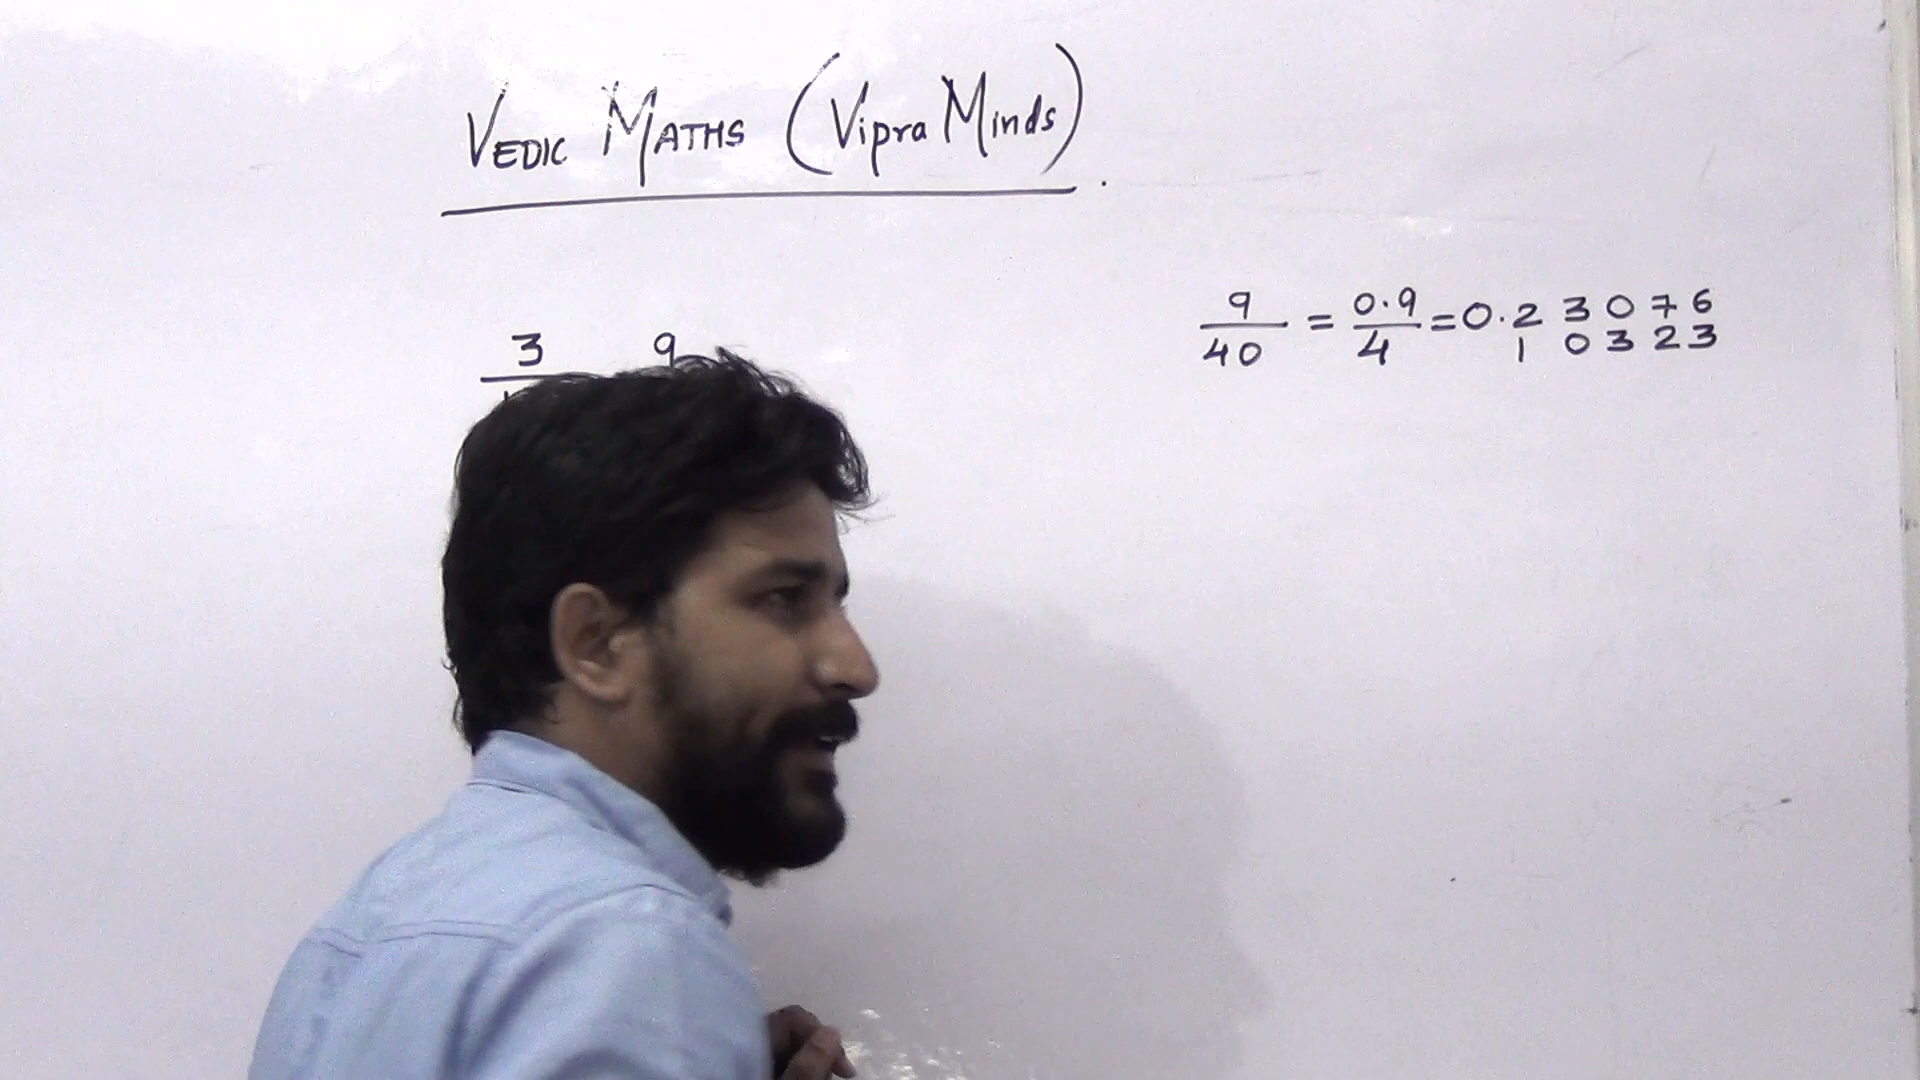 VEDIC MATHS (Vipra Minds).
3 9
9/40 = 0.9/4 = 0.2 3 0 7 6
1 0 3 2 3